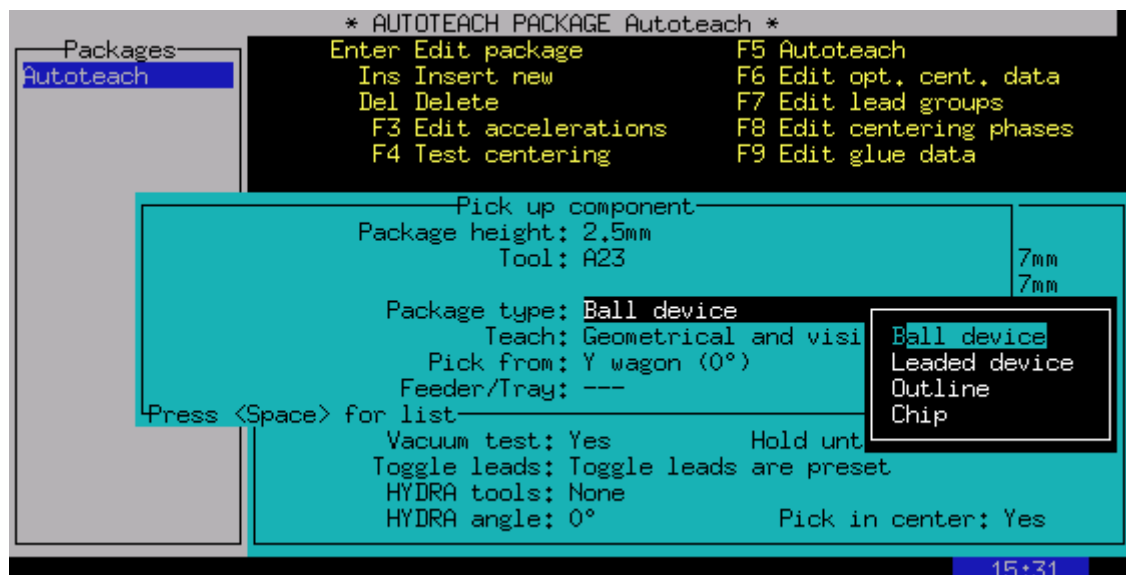 * AUTOTEACH PACKAGE Autoteach *
Packages
Autoteach
Enter Edit package
Ins Insert new
Del Delete
F3 Edit accelerations
F4 Test centering
F5 Autoteach
F6 Edit opt. cent. data
F7 Edit lead groups
F8 Edit centering phases
F9 Edit glue data
Pick up component
Package height: 2.5mm
Tool: A23
7mm
7mm
Package type: Ball device
Teach: Geometrical and visi
Pick from: Y wagon (0°)
Feeder/Tray: ---
Press <Space> for list
Ball device
Leaded device
Outline
Chip
Vacuum test: Yes Hold unt
Toggle leads: Toggle leads are preset
HYDRA tools: None
HYDRA angle: 0° Pick in center: Yes
15:31